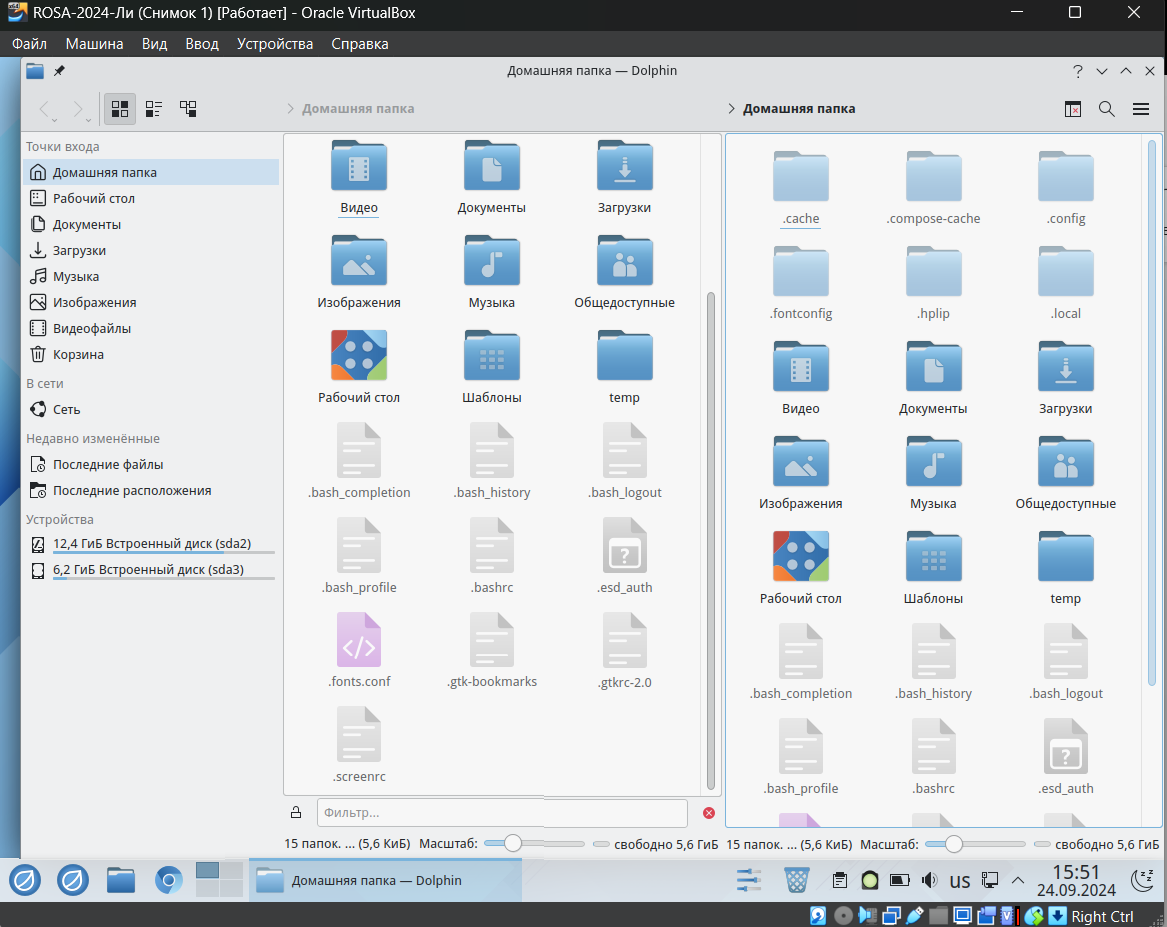 ROSA-2024-Ли (Снимок 1) [Работает] - Oracle VirtualBox
Файл Машина Вид Ввод Устройства Справка
Домашняя папка — Dolphin
Домашняя папка
Домашняя папка
Точки входа
Домашняя папка
Рабочий стол
Документы
Загрузки
Музыка
Изображения
Видеофайлы
Корзина
В сети
Сеть
Недавно изменённые
Последние файлы
Последние расположения
Устройства
12,4 ГиБ Встроенный диск (sda2)
6,2 ГиБ Встроенный диск (sda3)
Видео Документы Загрузки
Изображения Музыка Общедоступные
Рабочий стол Шаблоны temp
.bash_completion .bash_history .bash_logout
.bash_profile .bashrc .esd_auth
.fonts.conf .gtk-bookmarks .gtkrc-2.0
.screenrc
Фильтр...
15 папок. ... (5,6 КиБ) Масштаб: свободно 5,6 ГиБ
.cache .compose-cache .config
.fontconfig .hplip .local
Видео Документы Загрузки
Изображения Музыка Общедоступные
Рабочий стол Шаблоны temp
.bash_completion .bash_history .bash_logout
.bash_profile .bashrc .esd_auth
15 папок. ... (5,6 КиБ) Масштаб: свободно 5,6 ГиБ
Домашняя папка — Dolphin
us
15:51
24.09.2024
Right Ctrl